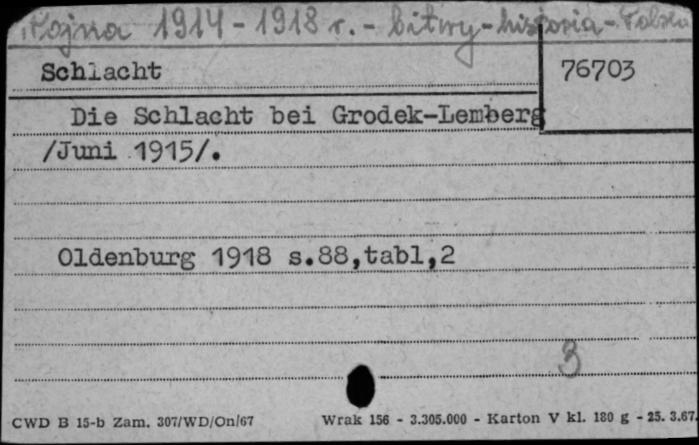 Wojna 1914-1918 r. - bitwy - historia - Polska
Schlacht
76703
Die Schlacht bei Grodek-Lemberg
/Juni 1915/.
Oldenburg 1918 s.88,tabl,2
3
CWD B 15-b Zam. 307/WD/On/67 Wrak 156 - 3.305.000 - Karton V kl. 180 g - 25. 3.67.